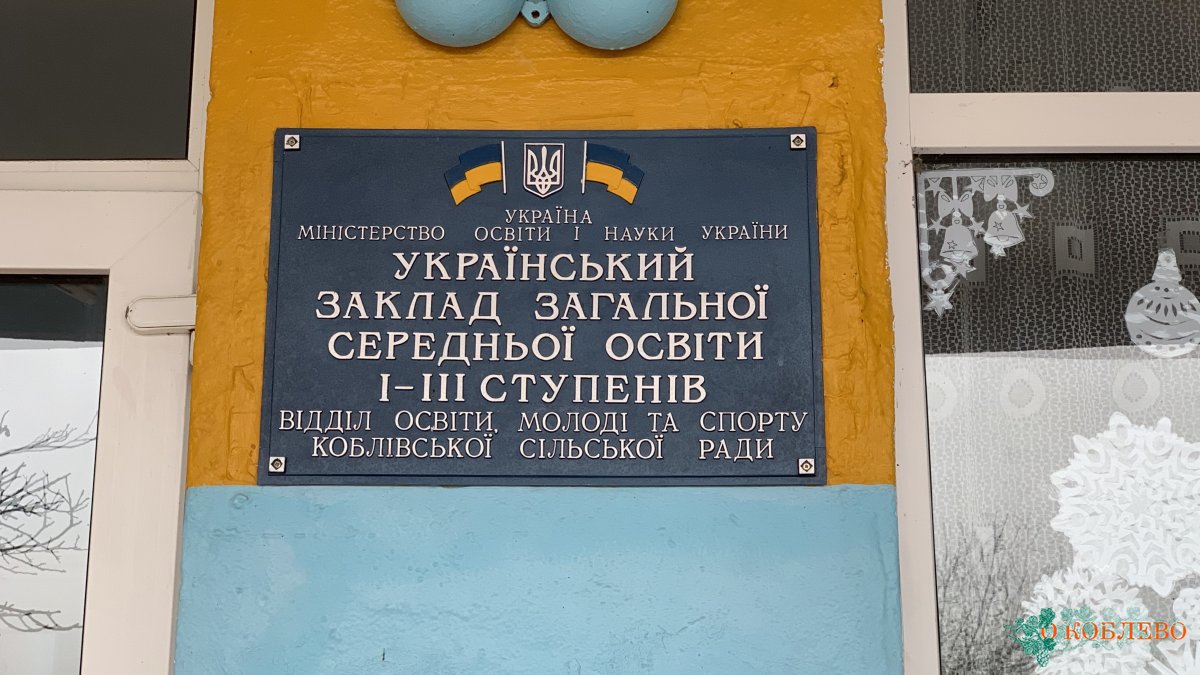 УКРАЇНА
МІНІСТЕРСТВО ОСВІТИ І НАУКИ УКРАЇНИ
УКРАЇНСЬКИЙ
ЗАКЛАД ЗАГАЛЬНОЇ
СЕРЕДНЬОЇ ОСВІТИ
І–ІІІ СТУПЕНІВ
ВІДДІЛ ОСВІТИ, МОЛОДІ ТА СПОРТУ
КОБЛІВСЬКОЇ СІЛЬСЬКОЇ РАДИ
О КОБЛЕВО